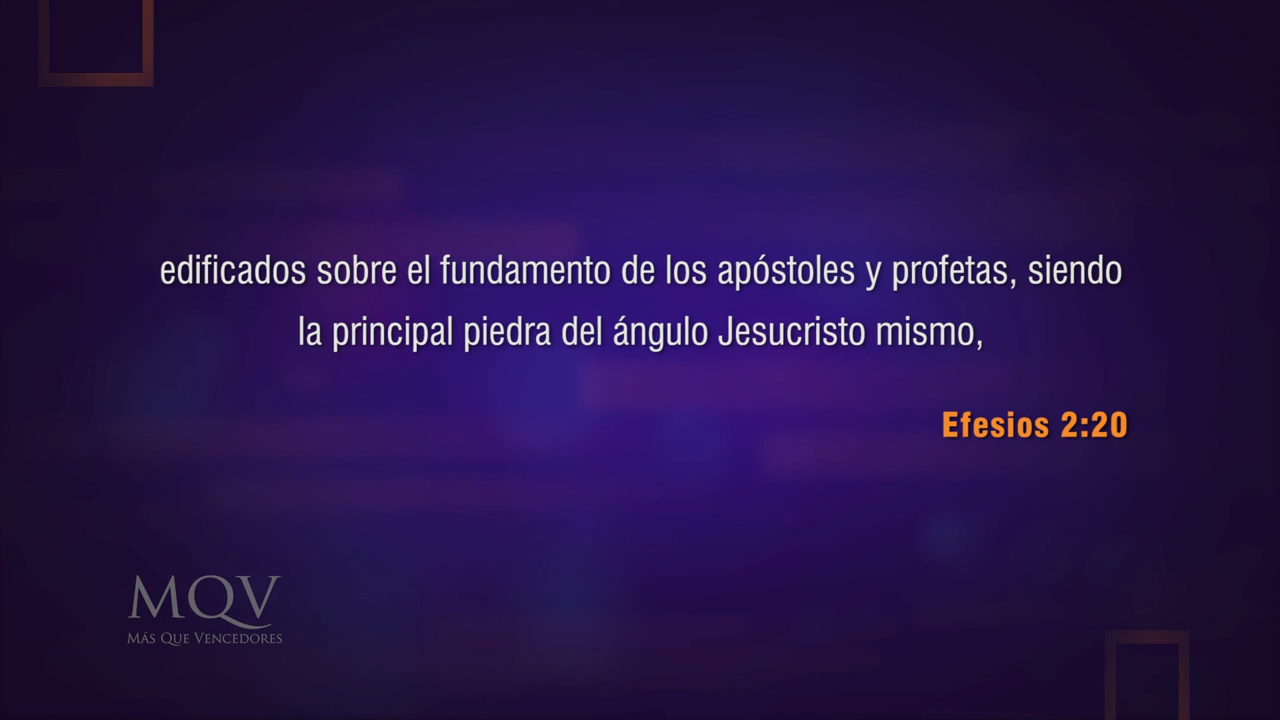 edificados sobre el fundamento de los apóstoles y profetas, siendo
la principal piedra del ángulo Jesucristo mismo,
Efesios 2:20
MQV
MÁS QUE VENCEDORES